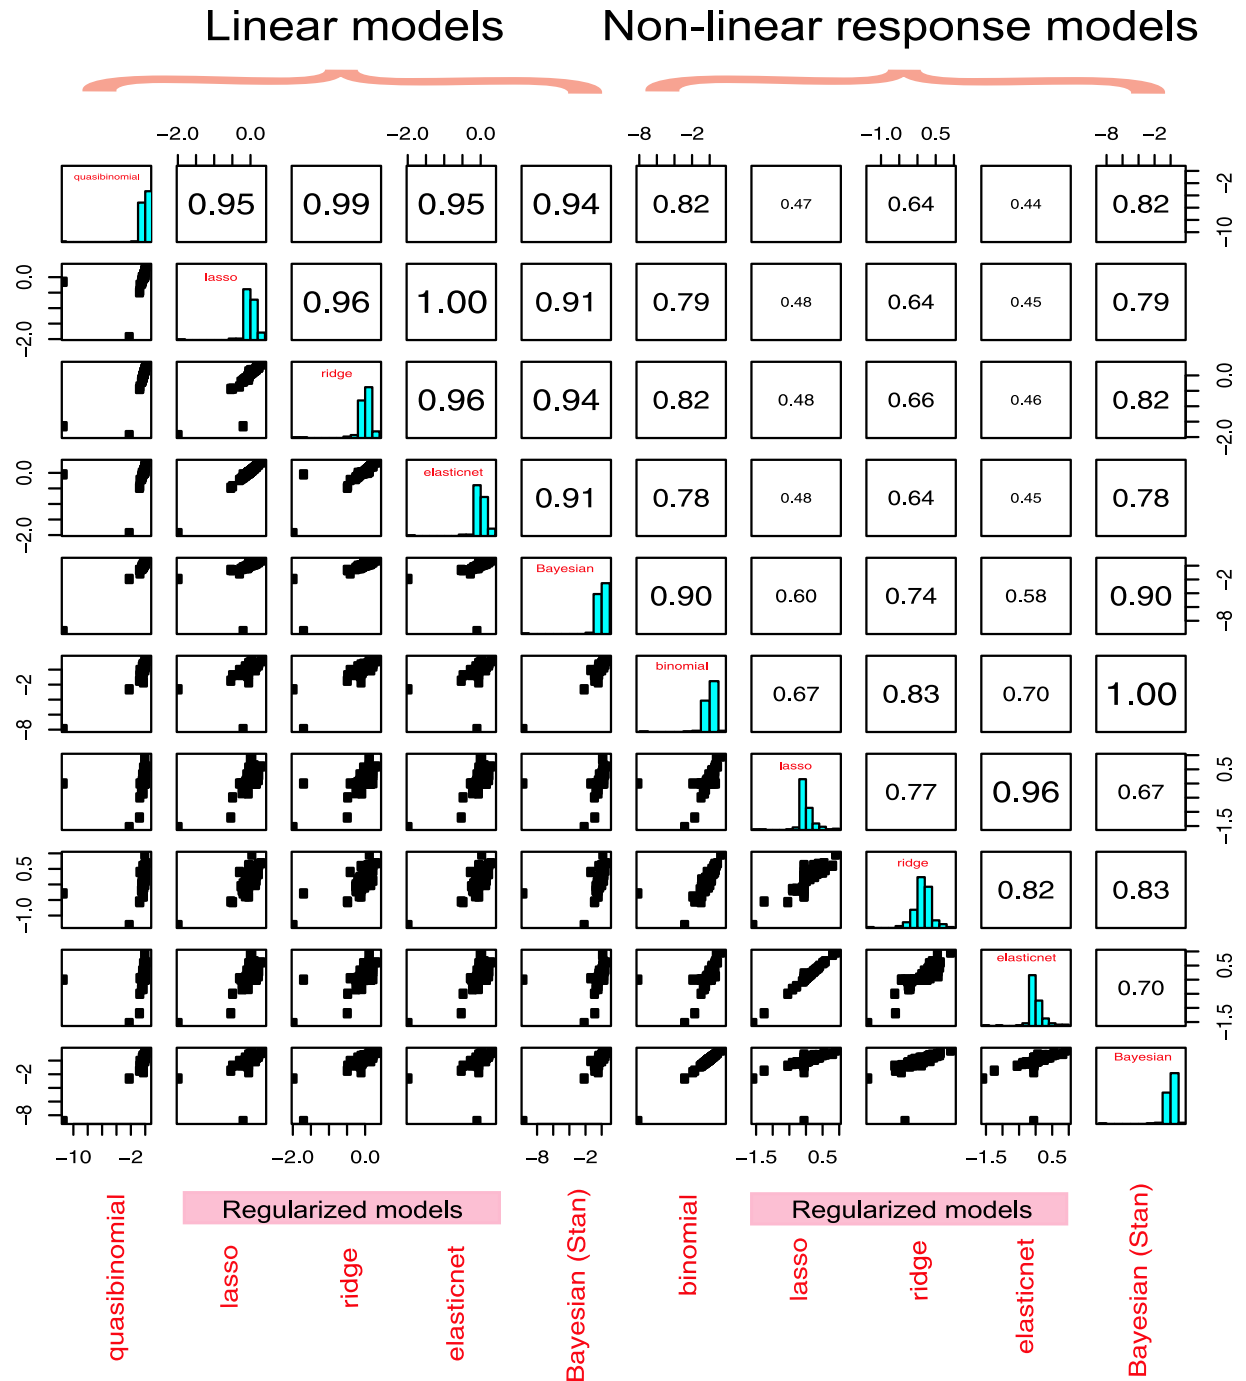 Linear models Non-linear response models
−2.0 0.0 −2.0 0.0 −8 −2 −1.0 0.5 −8 −2
quasibinomial 0.95 0.99 0.95 0.94 0.82 0.47 0.64 0.44 0.82 −10 −2
0.0 −2.0 lasso 0.96 1.00 0.91 0.79 0.48 0.64 0.45 0.79
ridge 0.96 0.94 0.82 0.48 0.66 0.46 0.82 −2.0 0.0
0.0 −2.0 elasticnet 0.91 0.78 0.48 0.64 0.45 0.78
Bayesian 0.90 0.60 0.74 0.58 0.90 −8 −2
−2 −8 binomial 0.67 0.83 0.70 1.00
lasso 0.77 0.96 0.67 −1.5 0.5
0.5 −1.0 ridge 0.82 0.83
elasticnet 0.70 −1.5 0.5
−2 −8 Bayesian
−10 −2 −2.0 0.0 −8 −2 −1.5 0.5 −1.5 0.5
quasibinomial Regularized models Bayesian (Stan) binomial Regularized models Bayesian (Stan)
lasso ridge elasticnet lasso ridge elasticnet